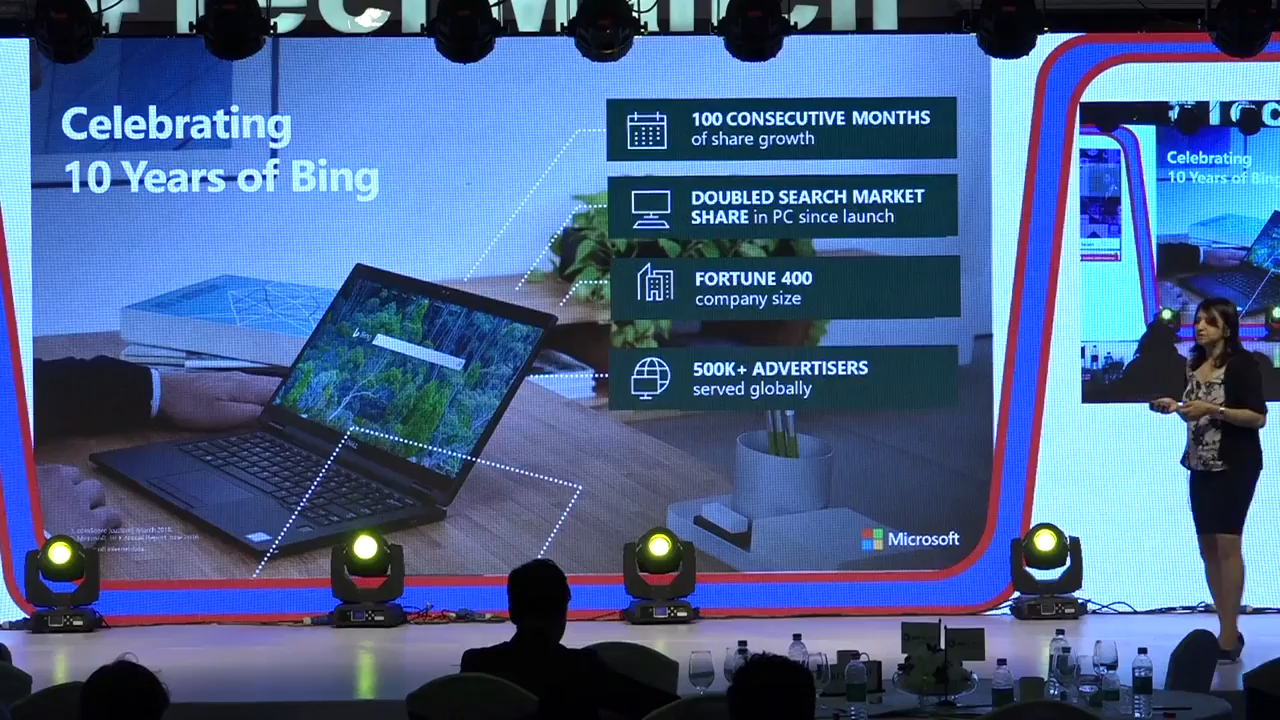 #TechMarch
Celebrating
10 Years of Bing
100 CONSECUTIVE MONTHS
of share growth
DOUBLED SEARCH MARKET
SHARE in PC since launch
FORTUNE 400
company size
500K+ ADVERTISERS
served globally
Microsoft
Celebrating
10 Years of Bing